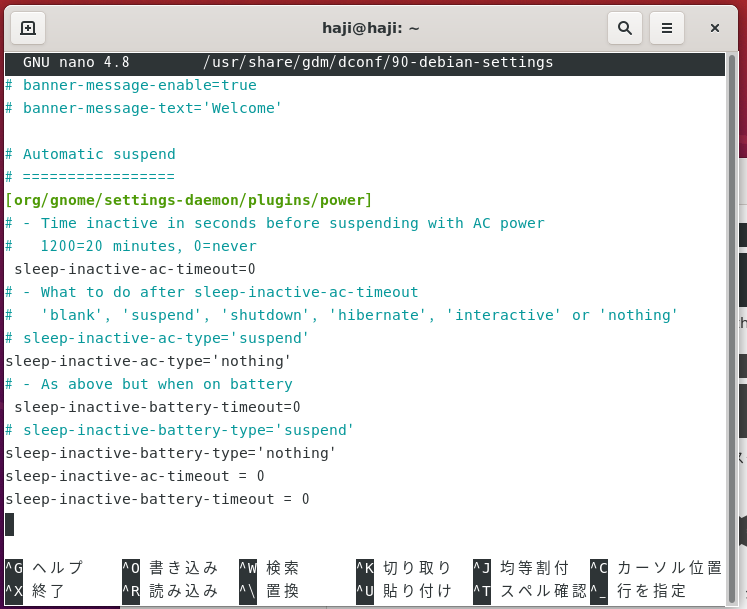 haji@haji: ~
GNU nano 4.8 /usr/share/gdm/dconf/90-debian-settings
# banner-message-enable=true
# banner-message-text='Welcome'
# Automatic suspend
# =================
[org/gnome/settings-daemon/plugins/power]
# - Time inactive in seconds before suspending with AC power
#   1200=20 minutes, 0=never
 sleep-inactive-ac-timeout=0
# - What to do after sleep-inactive-ac-timeout
#   'blank', 'suspend', 'shutdown', 'hibernate', 'interactive' or 'nothing'
# sleep-inactive-ac-type='suspend'
sleep-inactive-ac-type='nothing'
# - As above but when on battery
 sleep-inactive-battery-timeout=0
# sleep-inactive-battery-type='suspend'
sleep-inactive-battery-type='nothing'
sleep-inactive-ac-timeout = 0
sleep-inactive-battery-timeout = 0
^G ヘルプ ^O 書き込み ^W 検索 ^K 切り取り ^J 均等割付 ^C カーソル位置
^X 終了 ^R 読み込み ^\ 置換 ^U 貼り付け ^T スペル確認 ^_ 行を指定